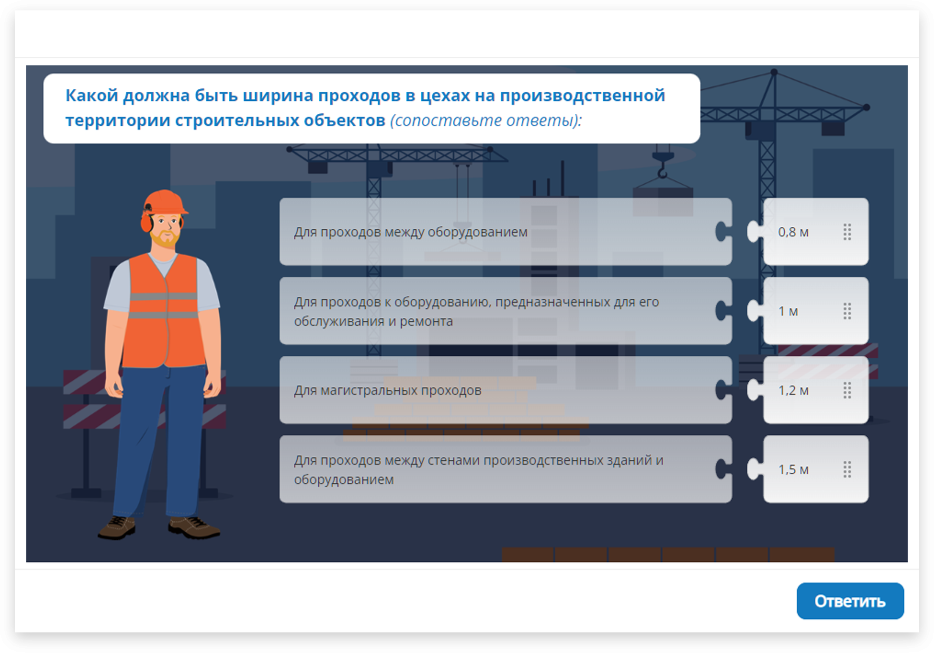 Какой должна быть ширина проходов в цехах на производственной
территории строительных объектов (сопоставьте ответы):
Для проходов между оборудованием
0,8 м
Для проходов к оборудованию, предназначенных для его
обслуживания и ремонта
1 м
Для магистральных проходов
1,2 м
Для проходов между стенами производственных зданий и
оборудованием
1,5 м
Ответить